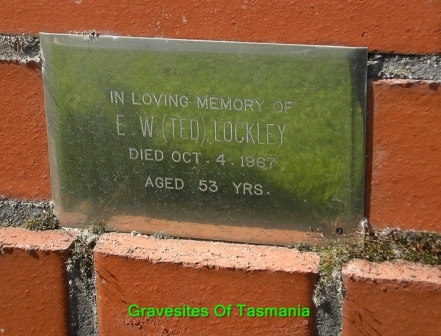 IN LOVING MEMORY OF
E. W. (TED) LOCKLEY
DIED OCT. 4. 1967
AGED 53 YRS.
Gravesites Of Tasmania